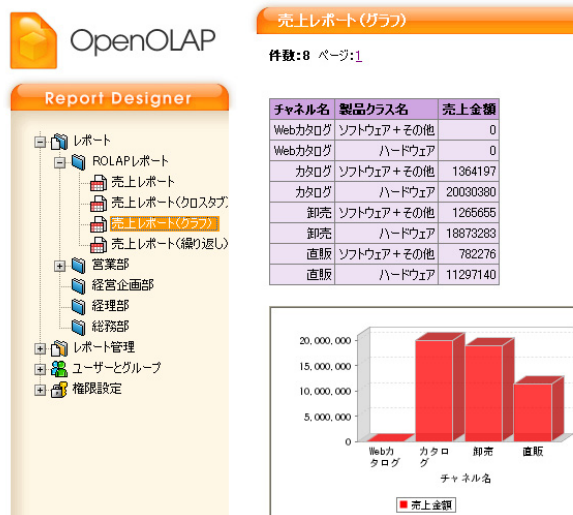 OpenOLAP
Report Designer
レポート
ROLAPレポート
売上レポート
売上レポート(クロスタブ
売上レポート(グラフ)
売上レポート(繰り返し)
営業部
経営企画部
経理部
総務部
レポート管理
ユーザーとグループ
権限設定
売上レポート(グラフ)
件数:8 ページ:1
チャネル名 製品クラス名 売上金額
Webカタログ ソフトウェア+その他 0
Webカタログ ハードウェア 0
カタログ ソフトウェア+その他 1364197
カタログ ハードウェア 20030380
卸売 ソフトウェア+その他 1265655
卸売 ハードウェア 18873283
直販 ソフトウェア+その他 782276
直販 ハードウェア 11297140
20,000,000
15,000,000
10,000,000
5,000,000
0
Webカ カタロ 卸売 直販
タログ グ
チャネル名
売上金額